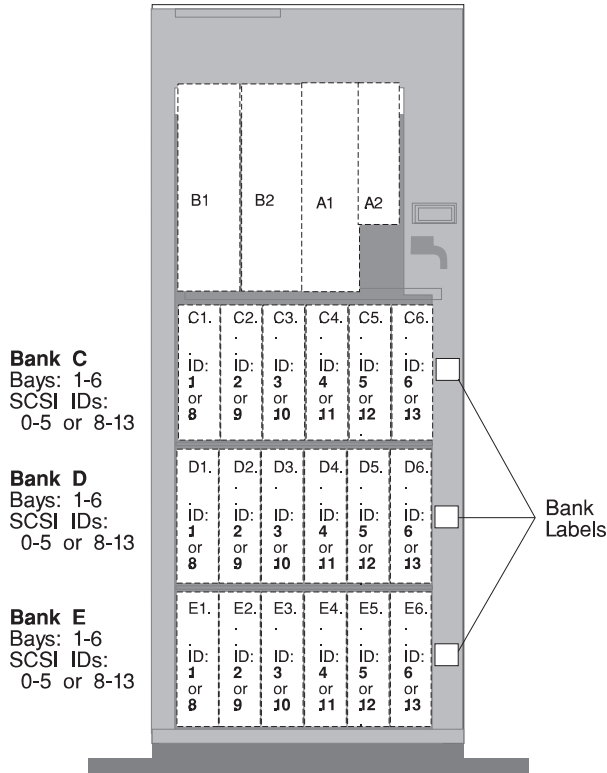 B1 B2 A1 A2
C1. C2. C3. C4. C5. C6.
. . . . . .
. ID: . ID: . ID: . ID: . ID: . ID:
1 2 3 4 5 6
or or or or or or
8 9 10 11 12 13
Bank C
Bays: 1-6
SCSI IDs:
0-5 or 8-13
D1. D2. D3. D4. D5. D6.
. . . . . .
. ID: . ID: . ID: . ID: . ID: . ID:
1 2 3 4 5 6
or or or or or or
8 9 10 11 12 13
Bank D
Bays: 1-6
SCSI IDs:
0-5 or 8-13
Bank
Labels
E1. E2. E3. E4. E5. E6.
. . . . . .
. ID: . ID: . ID: . ID: . ID: . ID:
1 2 3 4 5 6
or or or or or or
8 9 10 11 12 13
Bank E
Bays: 1-6
SCSI IDs:
0-5 or 8-13